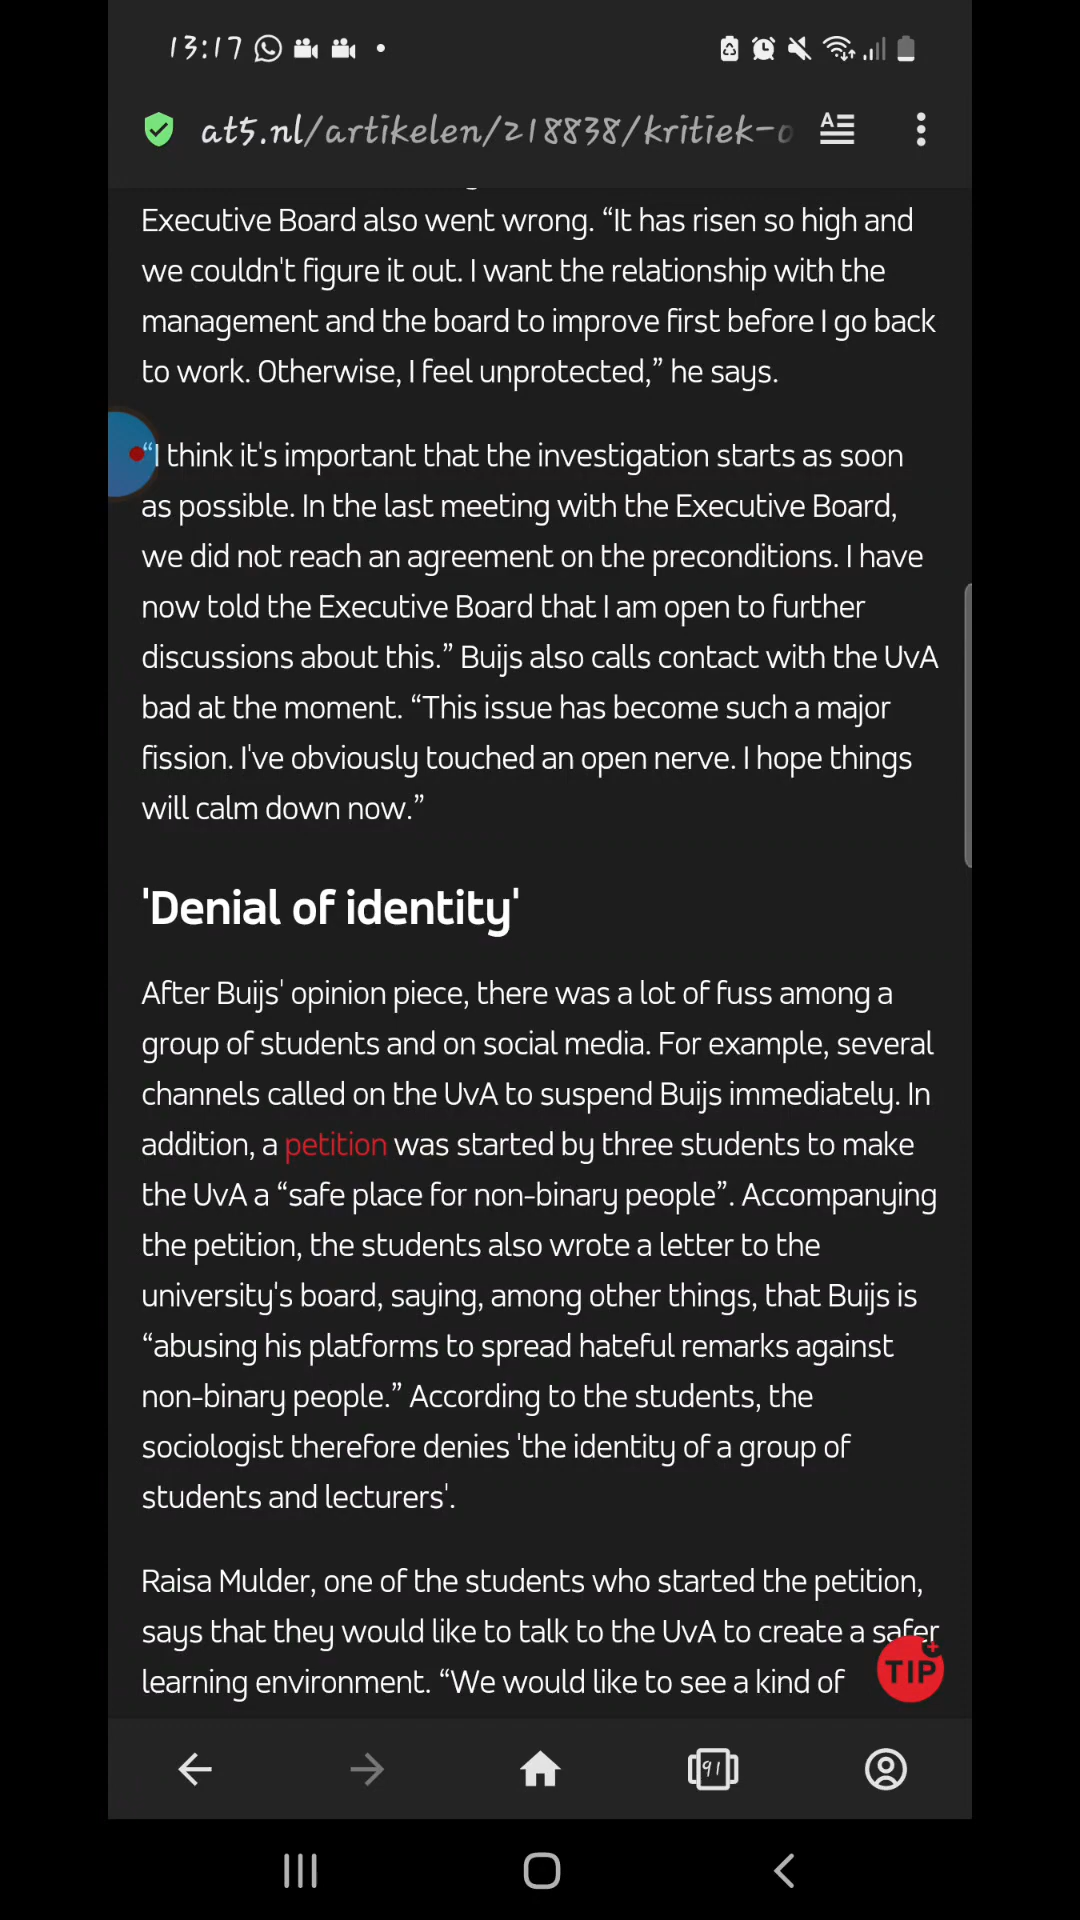 13:17
at5.nl/artikelen/218838/kritiek-o
Executive Board also went wrong. “It has risen so high and
we couldn't figure it out. I want the relationship with the
management and the board to improve first before I go back
to work. Otherwise, I feel unprotected,” he says.
“I think it's important that the investigation starts as soon
as possible. In the last meeting with the Executive Board,
we did not reach an agreement on the preconditions. I have
now told the Executive Board that I am open to further
discussions about this.” Buijs also calls contact with the UvA
bad at the moment. “This issue has become such a major
fission. I've obviously touched an open nerve. I hope things
will calm down now.”
'Denial of identity'
After Buijs' opinion piece, there was a lot of fuss among a
group of students and on social media. For example, several
channels called on the UvA to suspend Buijs immediately. In
addition, a petition was started by three students to make
the UvA a “safe place for non-binary people”. Accompanying
the petition, the students also wrote a letter to the
university's board, saying, among other things, that Buijs is
“abusing his platforms to spread hateful remarks against
non-binary people.” According to the students, the
sociologist therefore denies 'the identity of a group of
students and lecturers'.
Raisa Mulder, one of the students who started the petition,
says that they would like to talk to the UvA to create a safer
learning environment. “We would like to see a kind of
TIP
91